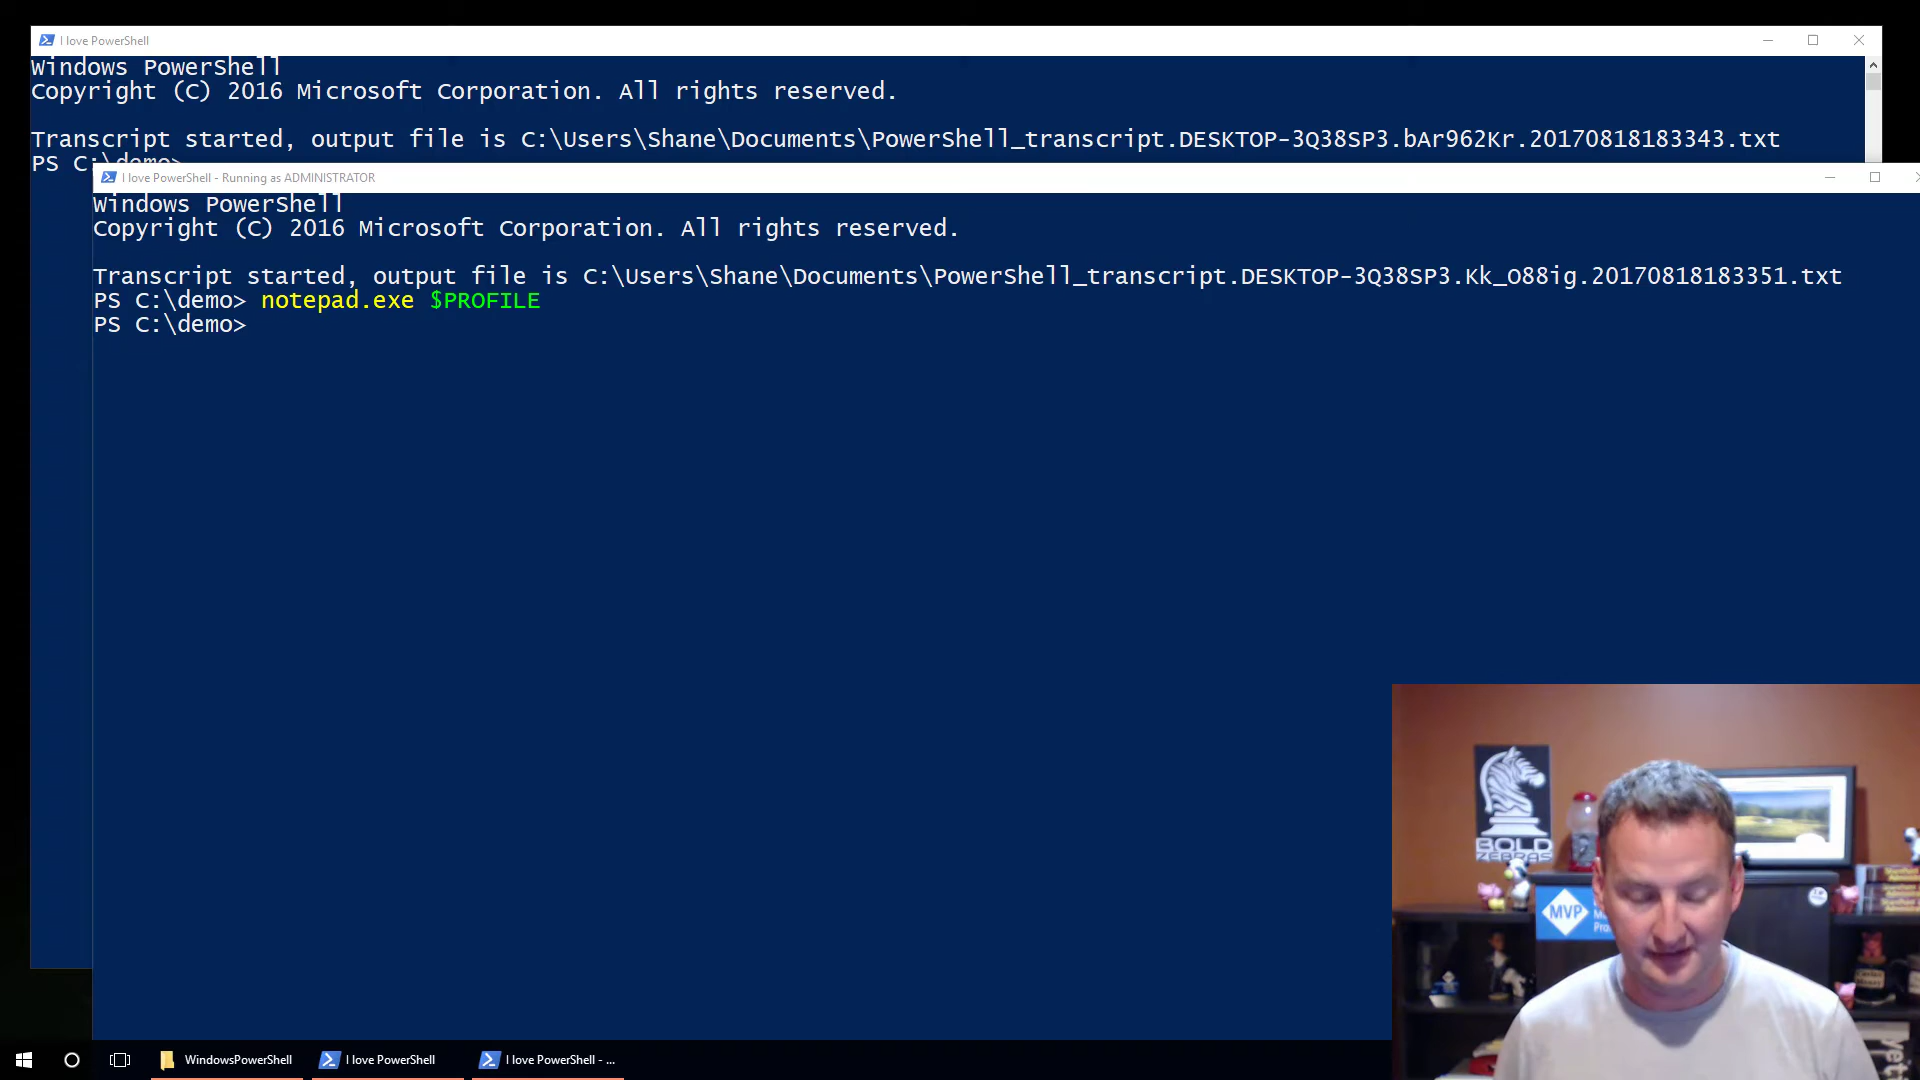 I love PowerShell
Windows PowerShell
Copyright (C) 2016 Microsoft Corporation. All rights reserved.
Transcript started, output file is C:\Users\Shane\Documents\PowerShell_transcript.DESKTOP-3Q38SP3.bAr962Kr.20170818183343.txt
PS C:\demo>
I love PowerShell - Running as ADMINISTRATOR
Windows PowerShell
Copyright (C) 2016 Microsoft Corporation. All rights reserved.
Transcript started, output file is C:\Users\Shane\Documents\PowerShell_transcript.DESKTOP-3Q38SP3.Kk_O88ig.20170818183351.txt
PS C:\demo> notepad.exe $PROFILE
PS C:\demo>
BOLD
ZEBRAS
MVP
WindowsPowerShell
I love PowerShell
I love PowerShell - ...